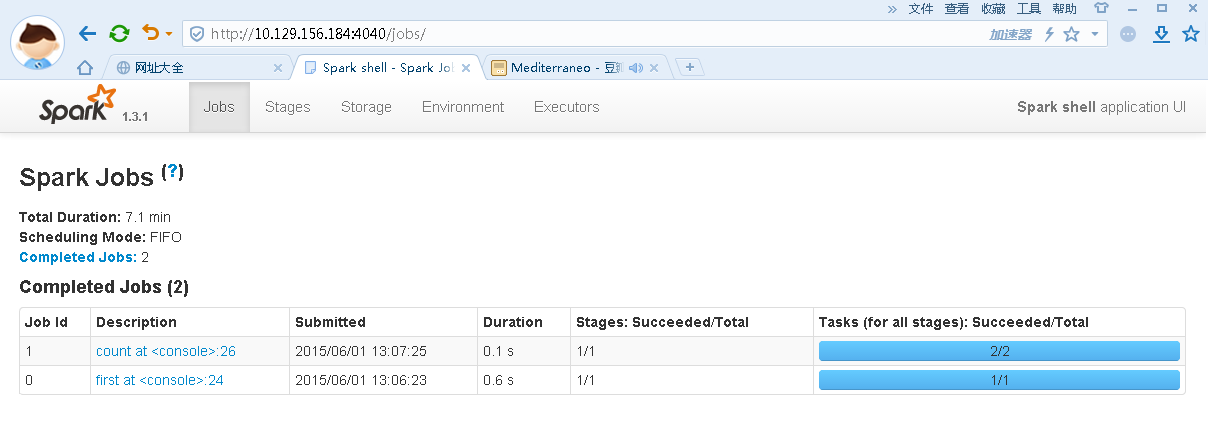 » 文件 查看 收藏 工具 帮助
http://10.129.156.184:4040/jobs/ 加速器
网址大全 Spark shell - Spark Jo Mediterraneo - 豆
Spark 1.3.1 Jobs Stages Storage Environment Executors Spark shell application UI
Spark Jobs (?)
Total Duration: 7.1 min
Scheduling Mode: FIFO
Completed Jobs: 2
Completed Jobs (2)
Job Id Description Submitted Duration Stages: Succeeded/Total Tasks (for all stages): Succeeded/Total
1 count at <console>:26 2015/06/01 13:07:25 0.1 s 1/1 2/2
0 first at <console>:24 2015/06/01 13:06:23 0.6 s 1/1 1/1